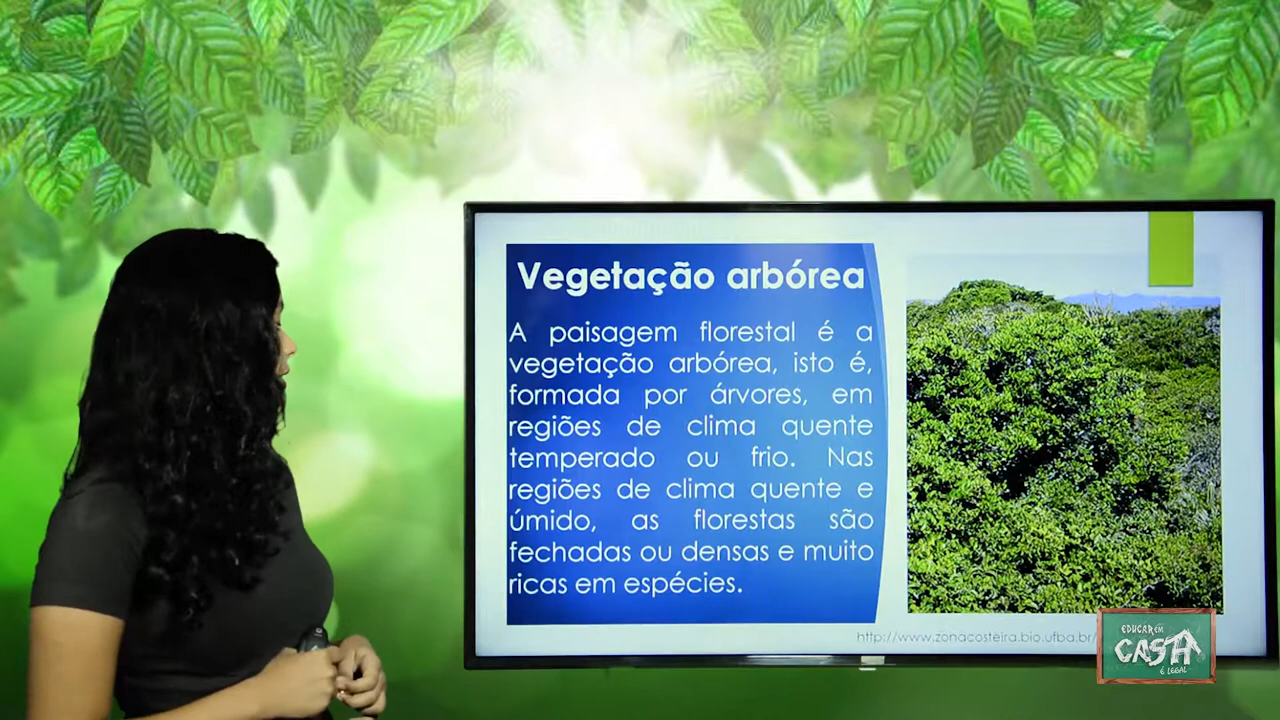 Vegetação arbórea
A paisagem florestal é a
vegetação arbórea, isto é,
formada por árvores, em
regiões de clima quente
temperado ou frio. Nas
regiões de clima quente e
úmido, as florestas são
fechadas ou densas e muito
ricas em espécies.
http://www.zonacosteira.bio.ufba.br/
EDUCAR EM
CASA
É LEGAL